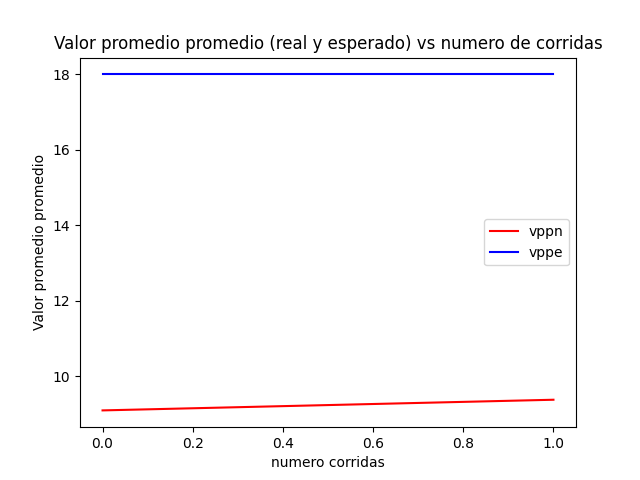 Valor promedio promedio (real y esperado) vs numero de corridas
Valor promedio promedio
18
16
14
12
10
vppn
vppe
0.0
0.2
0.4
0.6
0.8
1.0
numero corridas